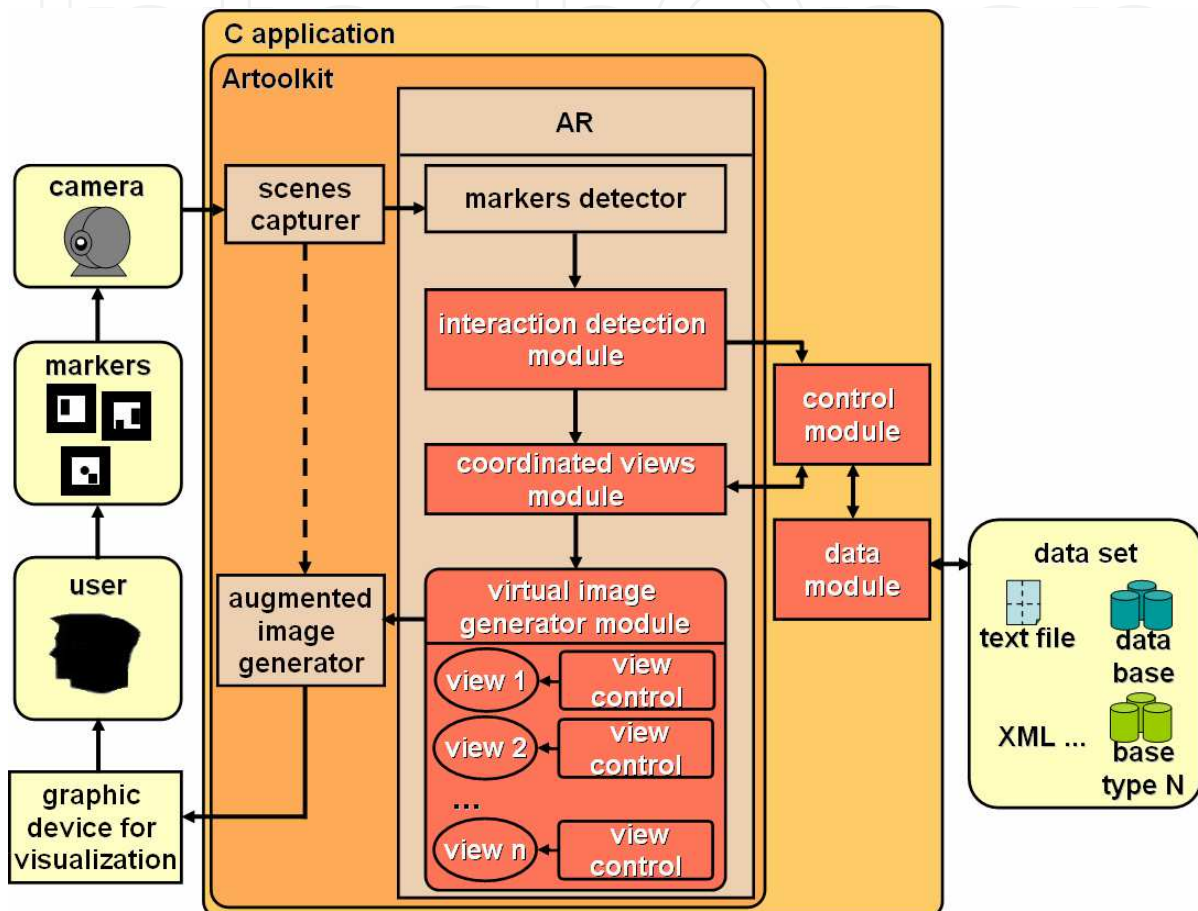 C application
Artoolkit
AR
camera
scenes
capturer
markers detector
interaction detection
module
markers
control
module
coordinated views
module
data
module
data set
text file
data
base
XML ...
base
type N
user
augmented
image
generator
virtual image
generator module
view 1
view
control
view 2
view
control
...
view n
view
control
graphic
device for
visualization